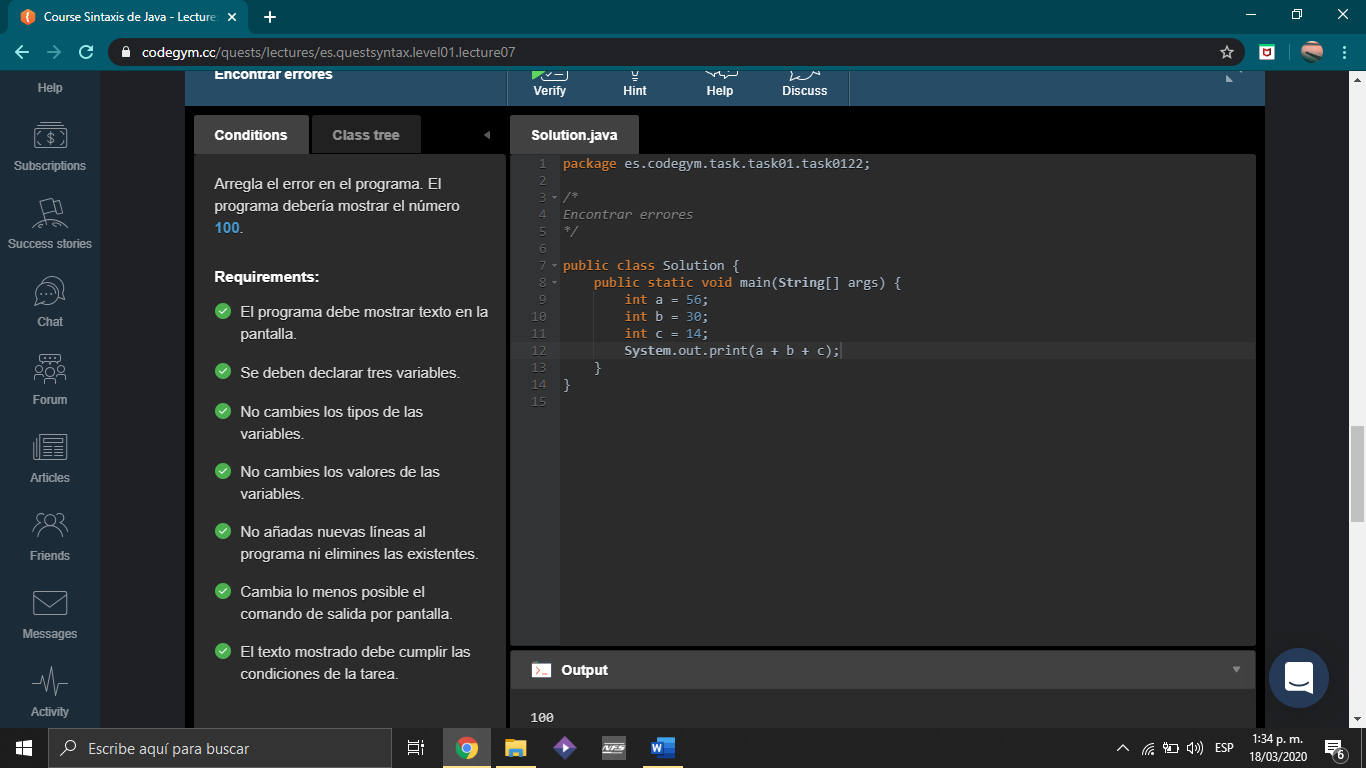 Course Sintaxis de Java - Lecture:
codegym.cc/quests/lectures/es.questsyntax.level01.lecture07
Help
Subscriptions
Success stories
Chat
Forum
Articles
Friends
Messages
Activity
Encontrar errores
Verify
Hint
Help
Discuss
Conditions
Class tree
Arregla el error en el programa. El
programa debería mostrar el número
100.
Requirements:
El programa debe mostrar texto en la
pantalla.
Se deben declarar tres variables.
No cambies los tipos de las
variables.
No cambies los valores de las
variables.
No añadas nuevas líneas al
programa ni elimines las existentes.
Cambia lo menos posible el
comando de salida por pantalla.
El texto mostrado debe cumplir las
condiciones de la tarea.
Solution.java
1 package es.codegym.task.task01.task0122;
2
3 /*
4 Encontrar errores
5 */
6
7 public class Solution {
8 public static void main(String[] args) {
9 int a = 56;
10 int b = 30;
11 int c = 14;
12 System.out.print(a + b + c);
13 }
14 }
15
Output
100
Escribe aquí para buscar
NFS
W
ESP
1:34 p. m.
18/03/2020
6